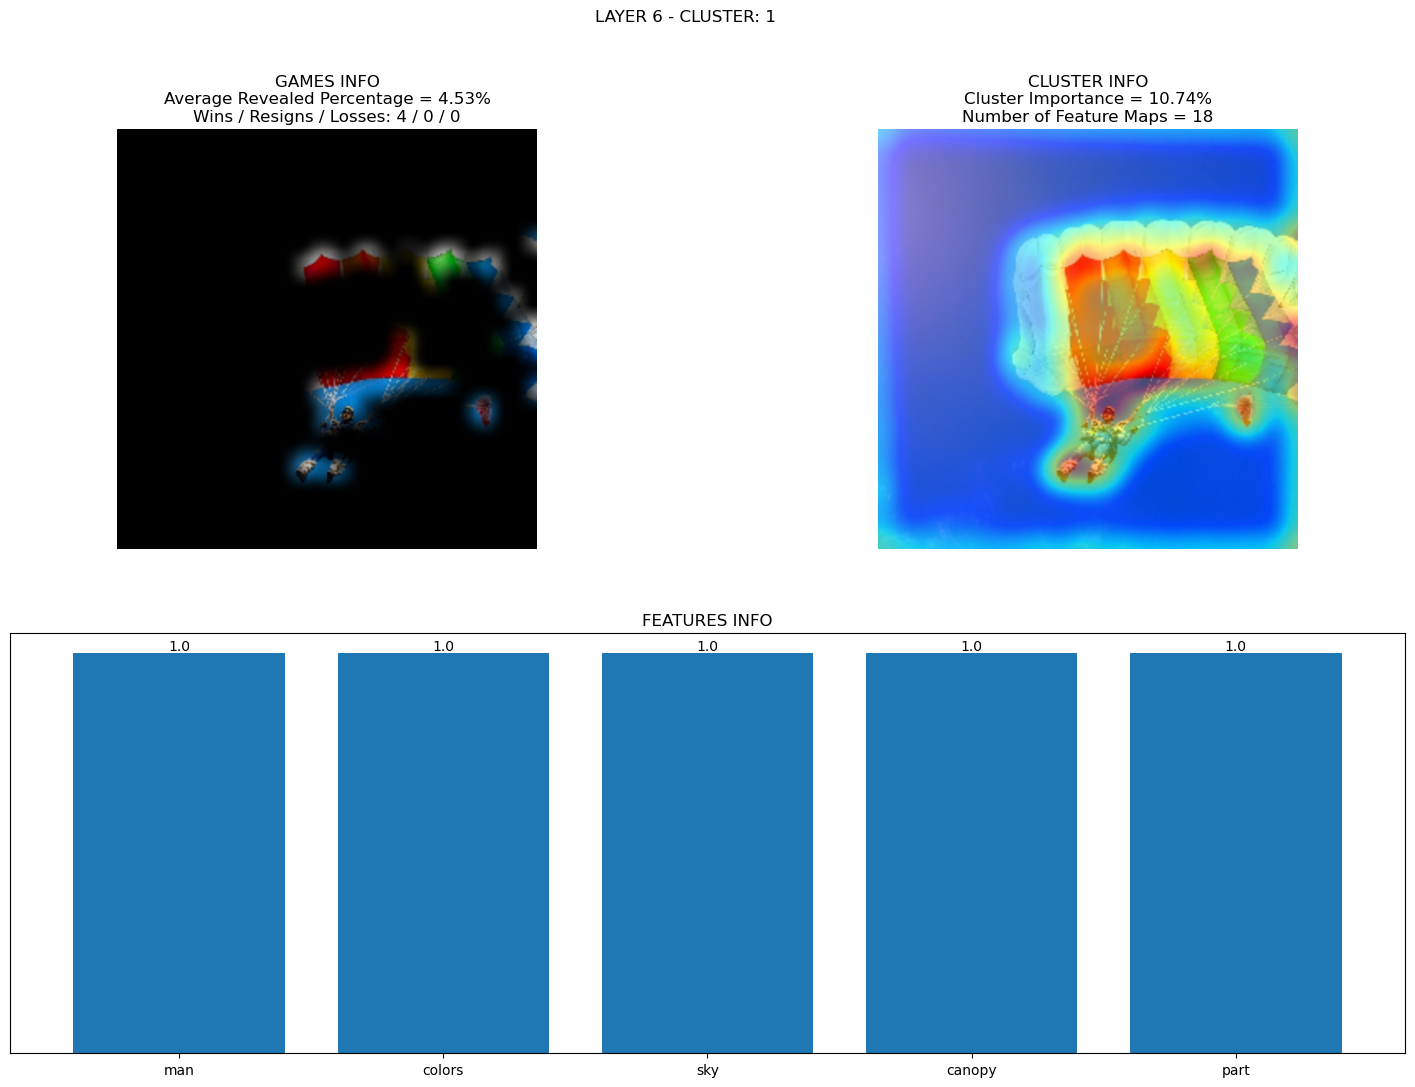 LAYER 6 - CLUSTER: 1
GAMES INFO
Average Revealed Percentage = 4.53%
Wins / Resigns / Losses: 4 / 0 / 0
CLUSTER INFO
Cluster Importance = 10.74%
Number of Feature Maps = 18
FEATURES INFO
1.0 1.0 1.0 1.0 1.0
man colors sky canopy part